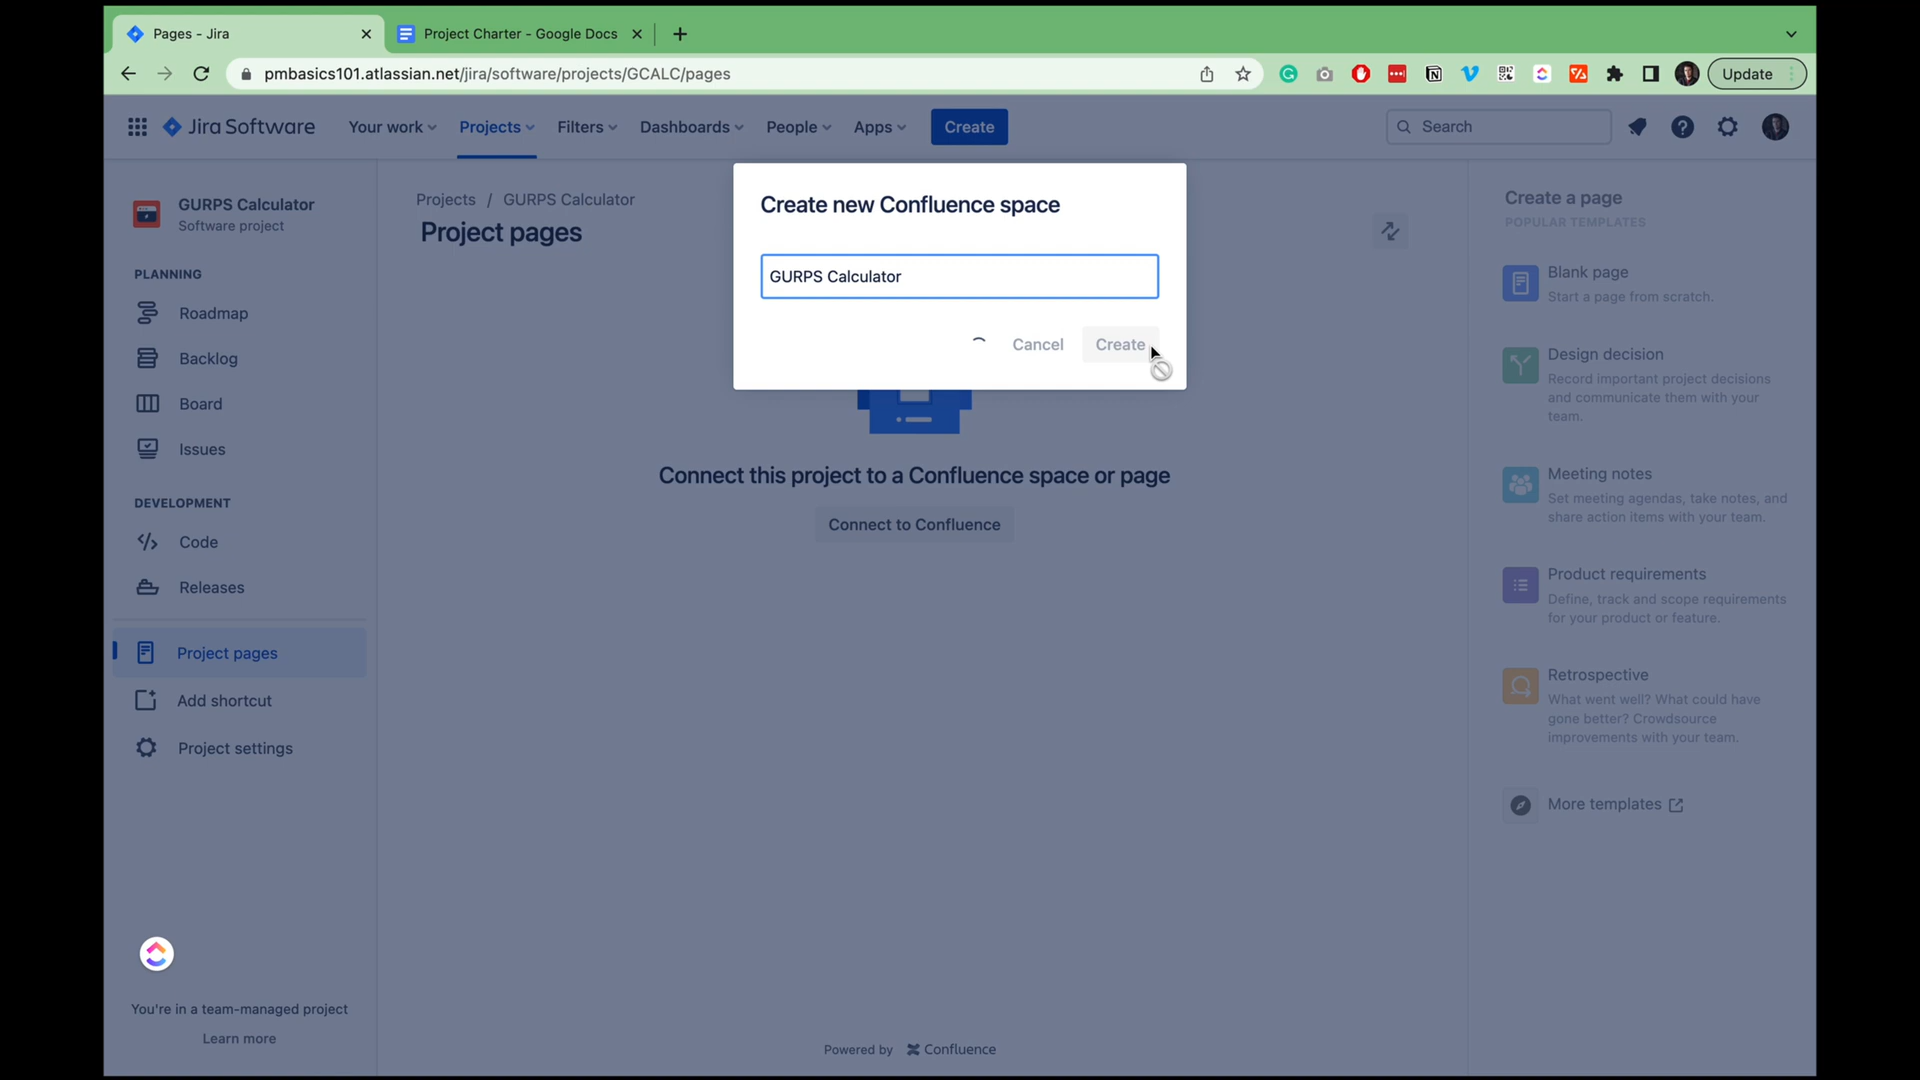 Pages - Jira
Project Charter - Google Docs
pmbasics101.atlassian.net/jira/software/projects/GCALC/pages
Update
Jira Software
Your work
Projects
Filters
Dashboards
People
Apps
Create
Search
GURPS Calculator
Software project
PLANNING
Roadmap
Backlog
Board
Issues
DEVELOPMENT
Code
Releases
Project pages
Add shortcut
Project settings
You're in a team-managed project
Learn more
Projects / GURPS Calculator
Project pages
Create new Confluence space
GURPS Calculator
Cancel
Create
Connect this project to a Confluence space or page
Connect to Confluence
Powered by Confluence
Create a page
POPULAR TEMPLATES
Blank page
Start a page from scratch.
Design decision
Record important project decisions
and communicate them with your
team.
Meeting notes
Set meeting agendas, take notes, and
share action items with your team.
Product requirements
Define, track and scope requirements
for your product or feature.
Retrospective
What went well? What could have
gone better? Crowdsource
improvements with your team.
More templates